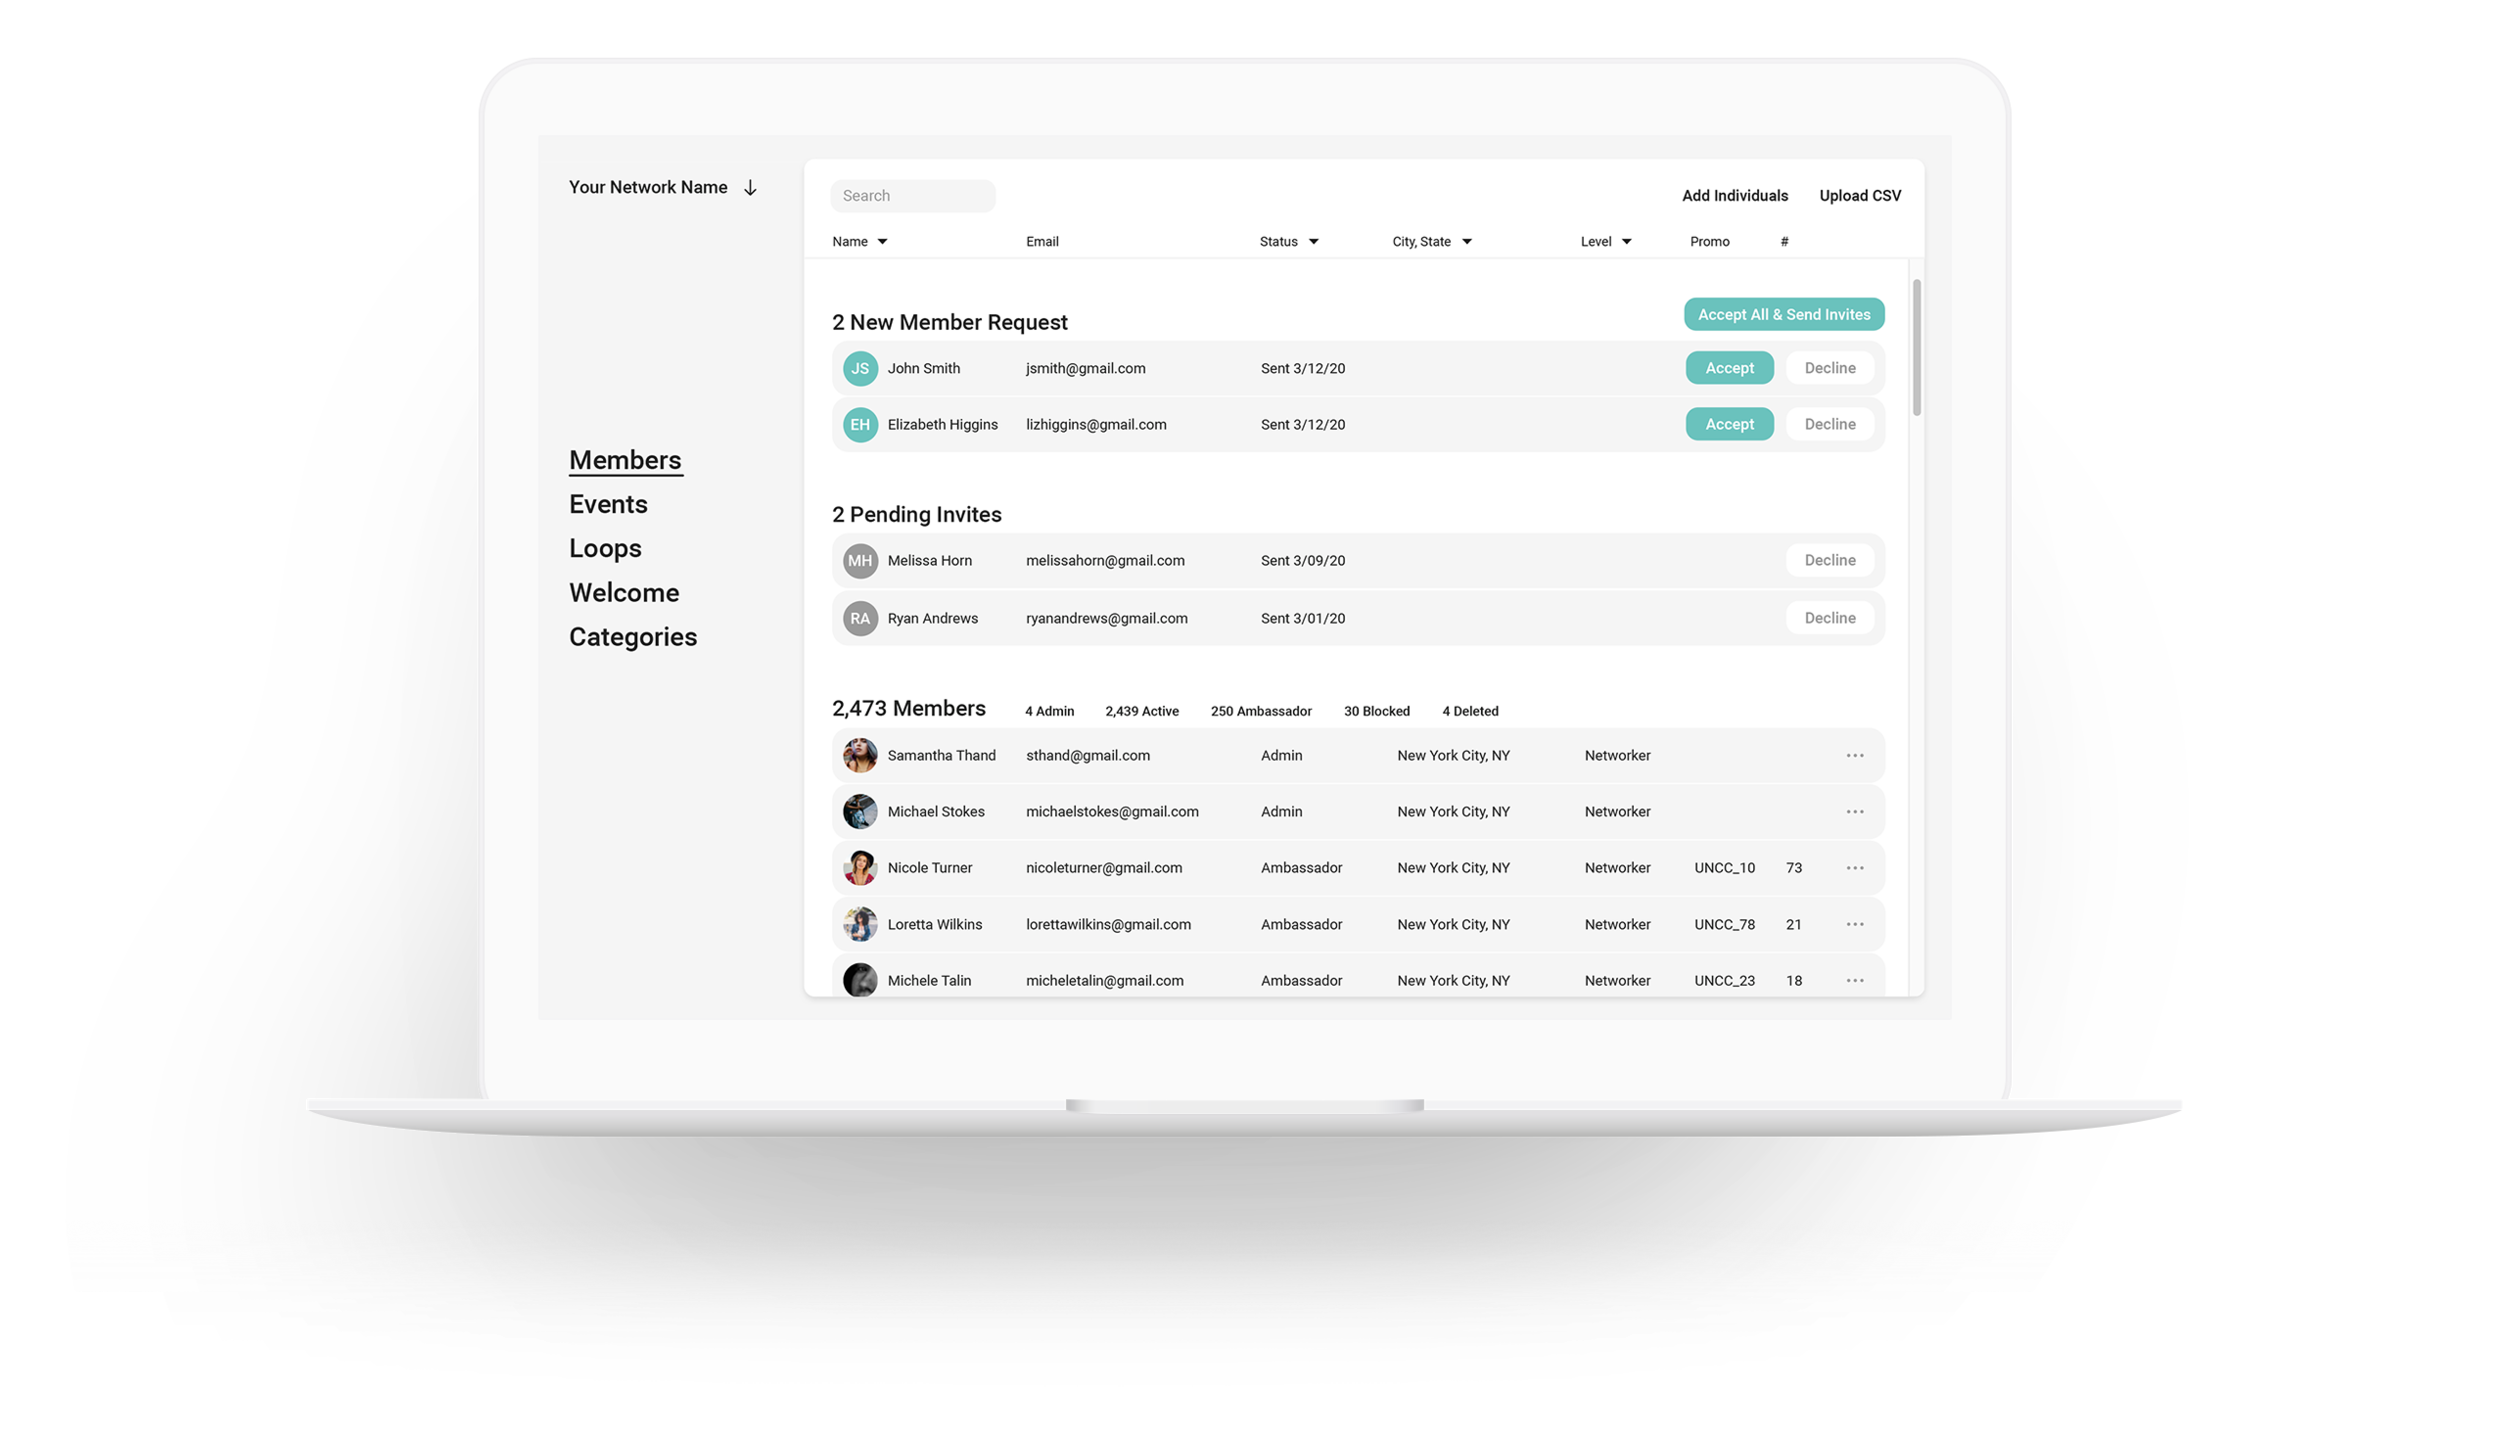 Your Network Name
Members
Events
Loops
Welcome
Categories
Search Add Individuals Upload CSV
Name Email Status City, State Level Promo #
2 New Member Request Accept All & Send Invites
JS John Smith jsmith@gmail.com Sent 3/12/20 Accept Decline
EH Elizabeth Higgins lizhiggins@gmail.com Sent 3/12/20 Accept Decline
2 Pending Invites
MH Melissa Horn melissahorn@gmail.com Sent 3/09/20 Decline
RA Ryan Andrews ryanandrews@gmail.com Sent 3/01/20 Decline
2,473 Members 4 Admin 2,439 Active 250 Ambassador 30 Blocked 4 Deleted
Samantha Thand sthand@gmail.com Admin New York City, NY Networker
Michael Stokes michaelstokes@gmail.com Admin New York City, NY Networker
Nicole Turner nicoleturner@gmail.com Ambassador New York City, NY Networker UNCC_10 73
Loretta Wilkins lorettawilkins@gmail.com Ambassador New York City, NY Networker UNCC_78 21
Michele Talin micheletalin@gmail.com Ambassador New York City, NY Networker UNCC_23 18